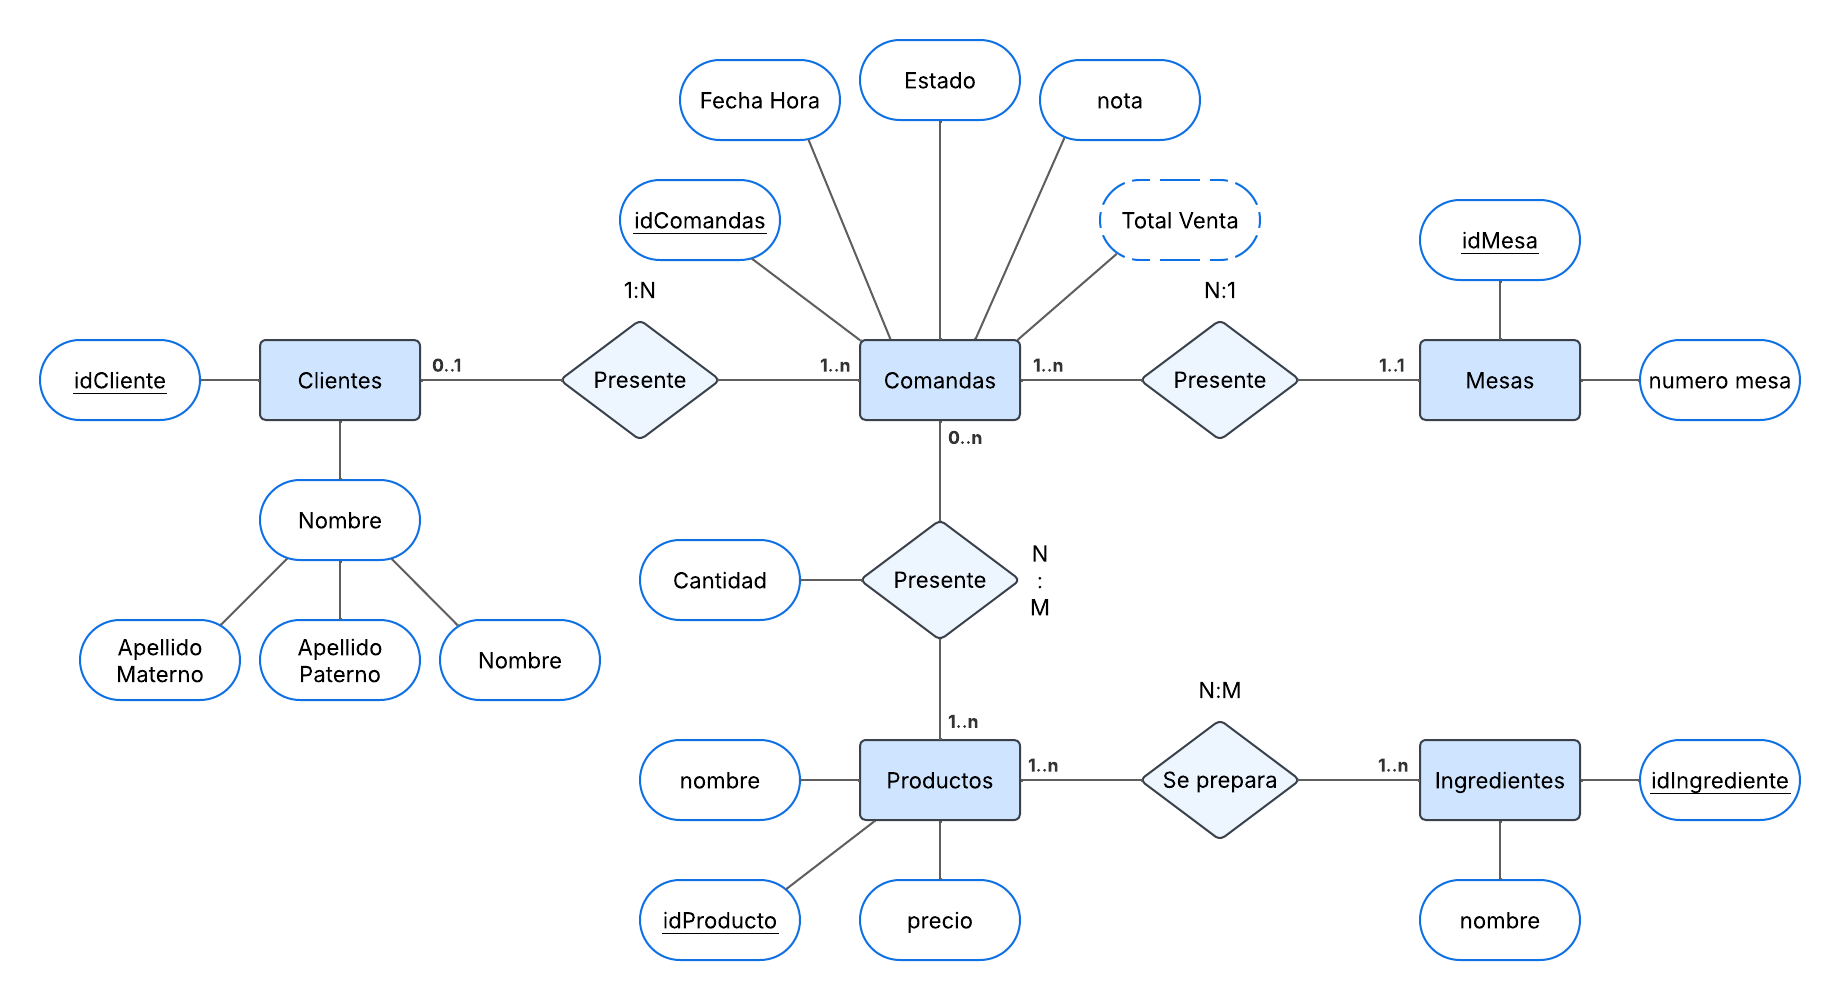 Estado
Fecha Hora
nota
idComandas
Total Venta
idMesa
1:N
N:1
idCliente
Clientes
0..1
Presente
1..n
Comandas
1..n
Presente
1..1
Mesas
numero mesa
0..n
Nombre
Apellido
Materno
Apellido
Paterno
Nombre
Cantidad
Presente
N
:
M
1..n
N:M
nombre
Productos
1..n
Se prepara
1..n
Ingredientes
idIngrediente
idProducto
precio
nombre